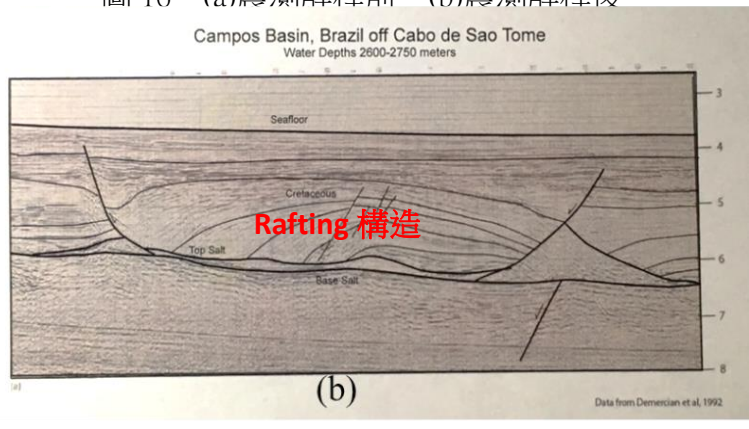 Campos Basin, Brazil off Cabo de Sao Tome
Water Depths 2600-2750 meters
3
Seafloor
4
Cretaceous
5
Rafting 構造
Top Salt
6
Base Salt
7
8
(b)
Data from Demercian et al, 1992